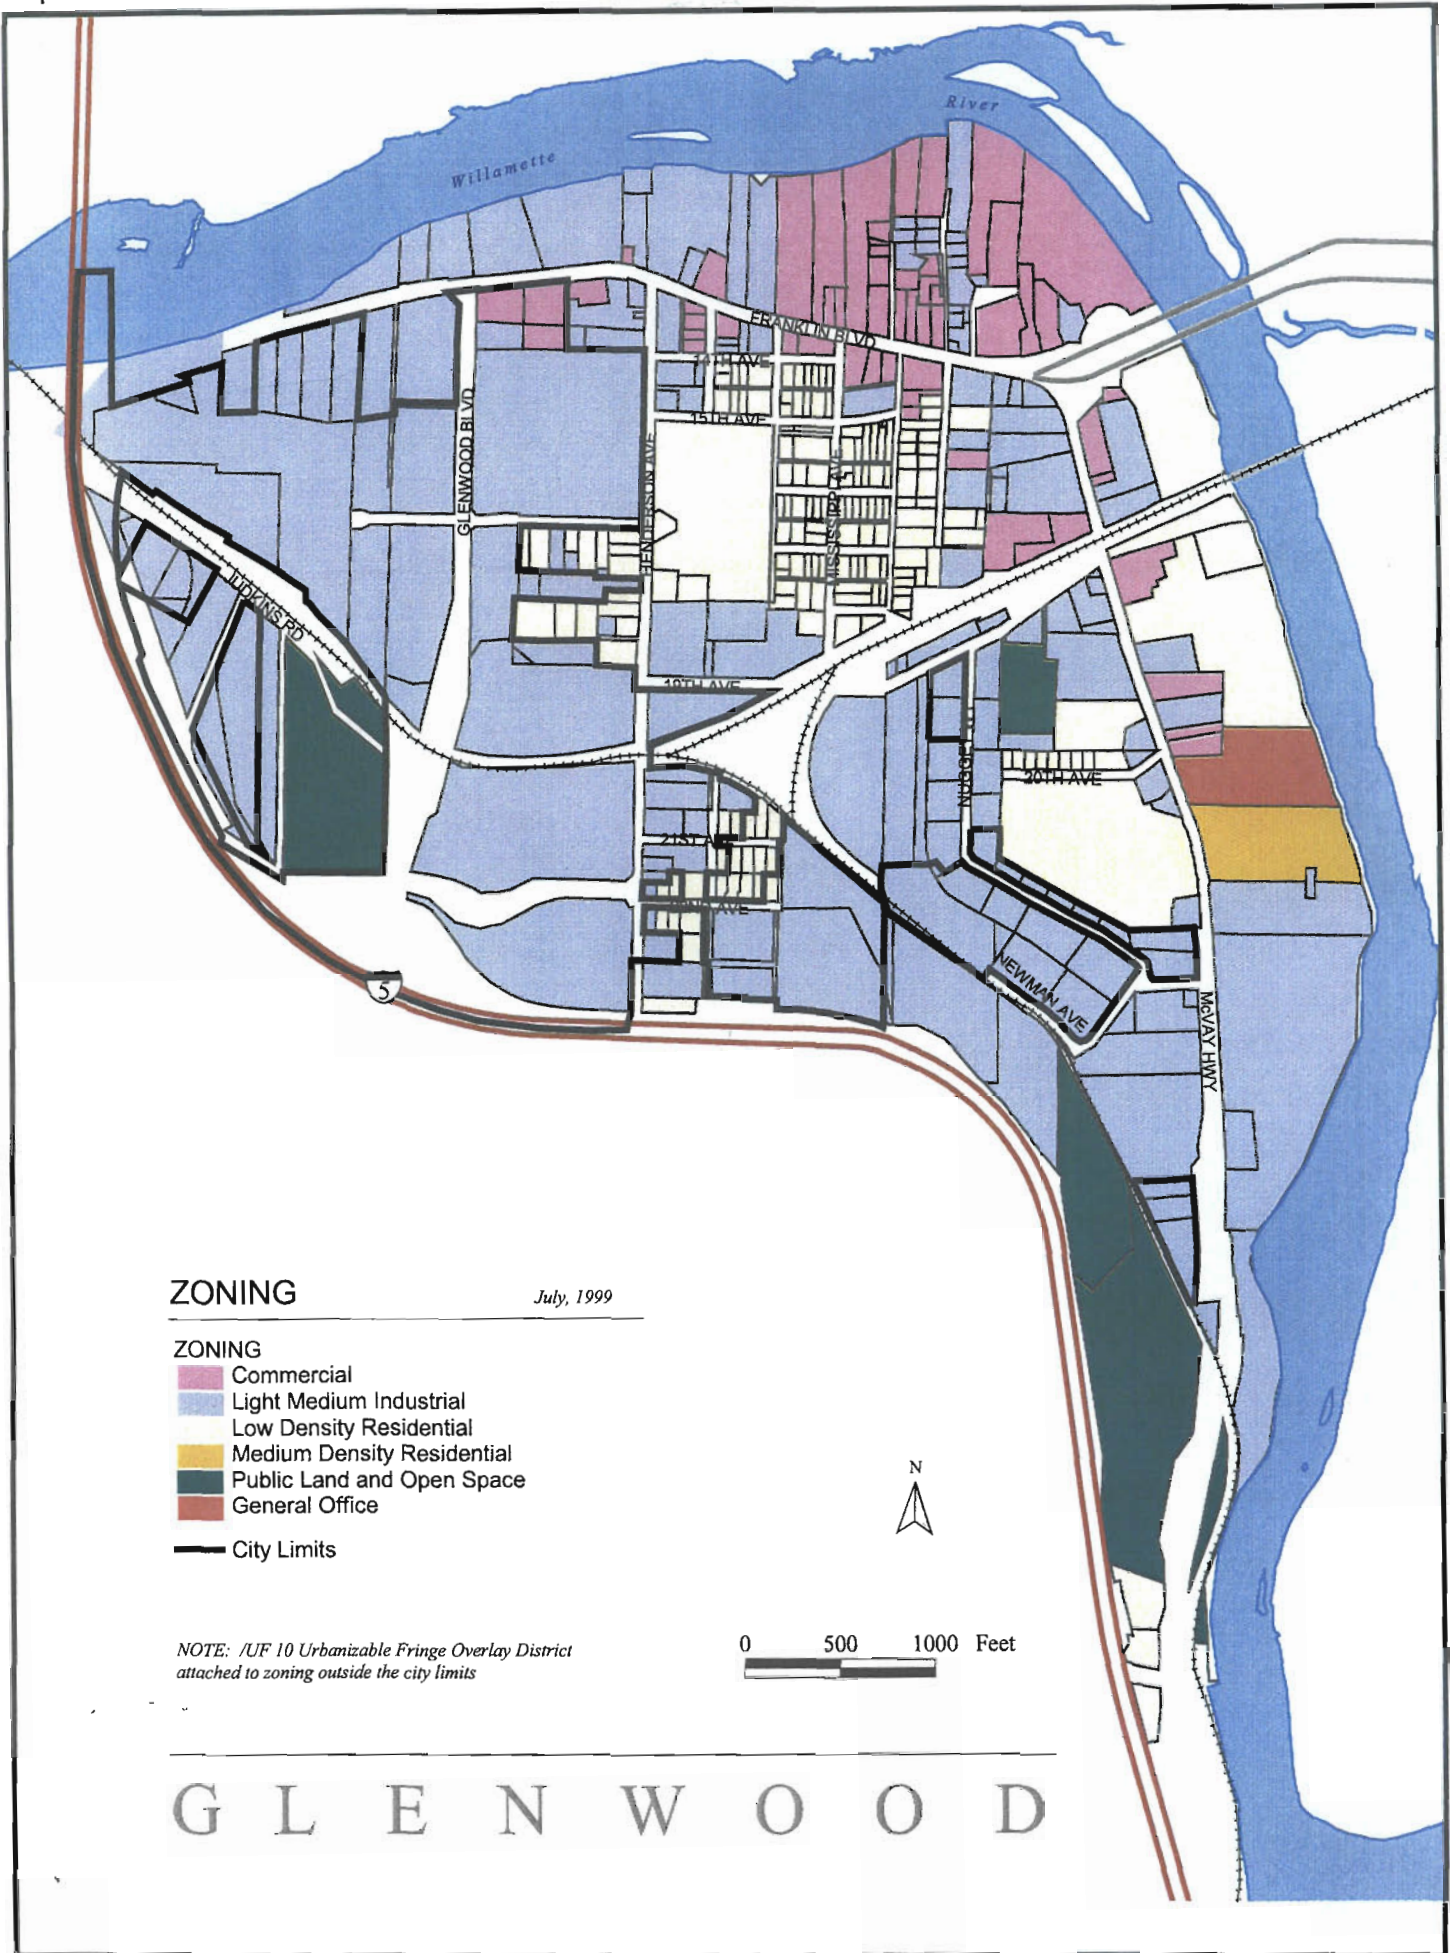 River
Willamette
FRANKLIN BLVD
14TH AVE
15TH AVE
GLENWOOD BLVD
HENDERSON AVE
MISSISSIPPI AVE
JUDKINS RD
19TH AVE
20TH AVE
21ST
AVE
NEWMAN AVE
5
McVAY HWY
ZONING
July, 1999
ZONING
Commercial
Light Medium Industrial
Low Density Residential
Medium Density Residential
Public Land and Open Space
General Office
City Limits
N
NOTE: /UF 10 Urbanizable Fringe Overlay District
attached to zoning outside the city limits
0 500 1000 Feet
GLENWOOD